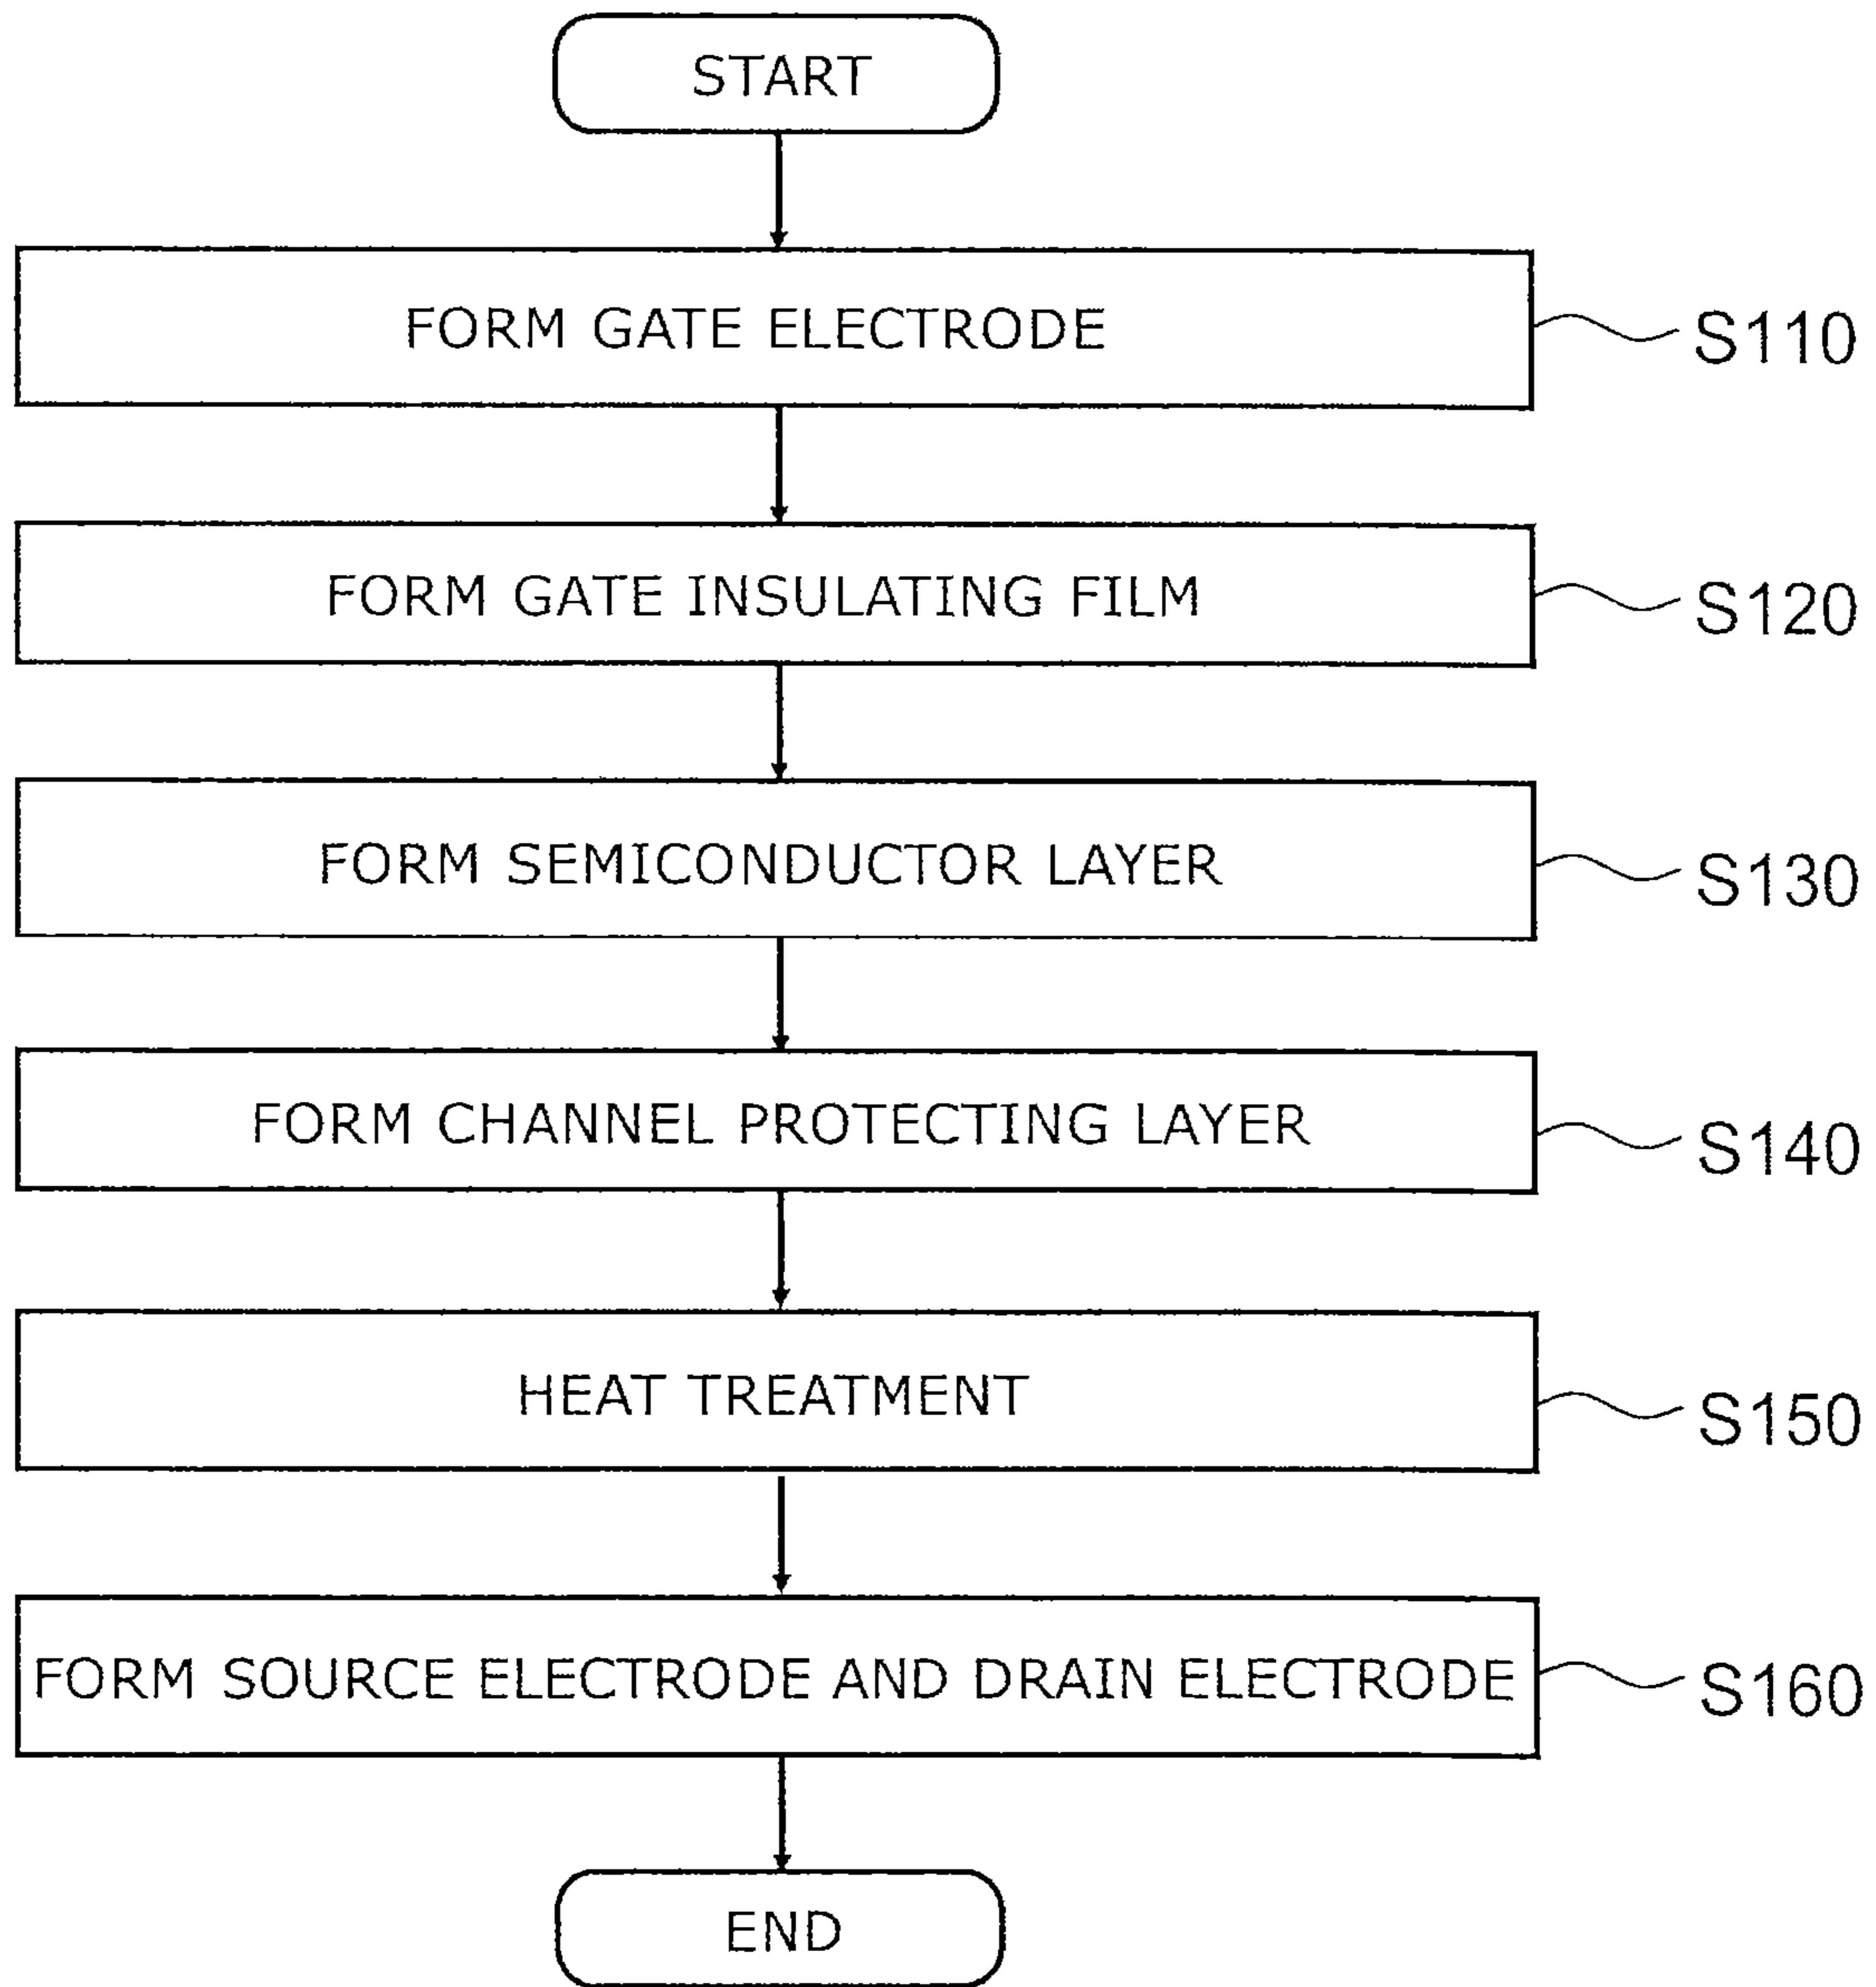 START
FORM GATE ELECTRODE
S110
FORM GATE INSULATING FILM
S120
FORM SEMICONDUCTOR LAYER
S130
FORM CHANNEL PROTECTING LAYER
S140
HEAT TREATMENT
S150
FORM SOURCE ELECTRODE AND DRAIN ELECTRODE
S160
END